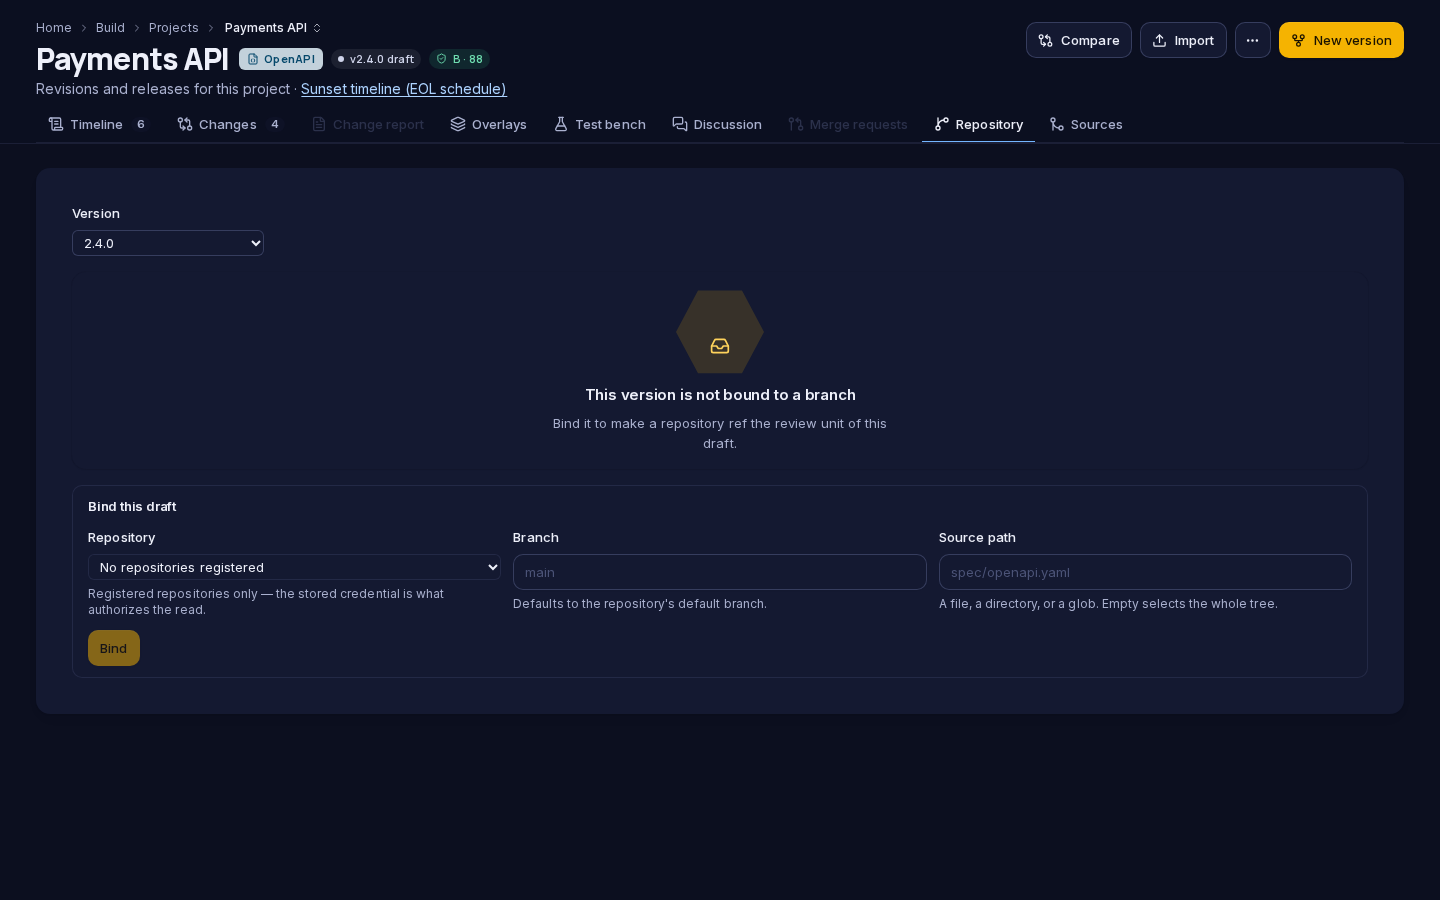 Home
Build
Projects
Payments API
Compare
Import
New version
Payments API
OpenAPI
v2.4.0 draft
B · 88
Revisions and releases for this project · Sunset timeline (EOL schedule)
Timeline 6
Changes 4
Change report
Overlays
Test bench
Discussion
Merge requests
Repository
Sources
Version
2.4.0
This version is not bound to a branch
Bind it to make a repository ref the review unit of this
draft.
Bind this draft
Repository
Branch
Source path
No repositories registered
main
spec/openapi.yaml
Registered repositories only — the stored credential is what
authorizes the read.
Defaults to the repository's default branch.
A file, a directory, or a glob. Empty selects the whole tree.
Bind